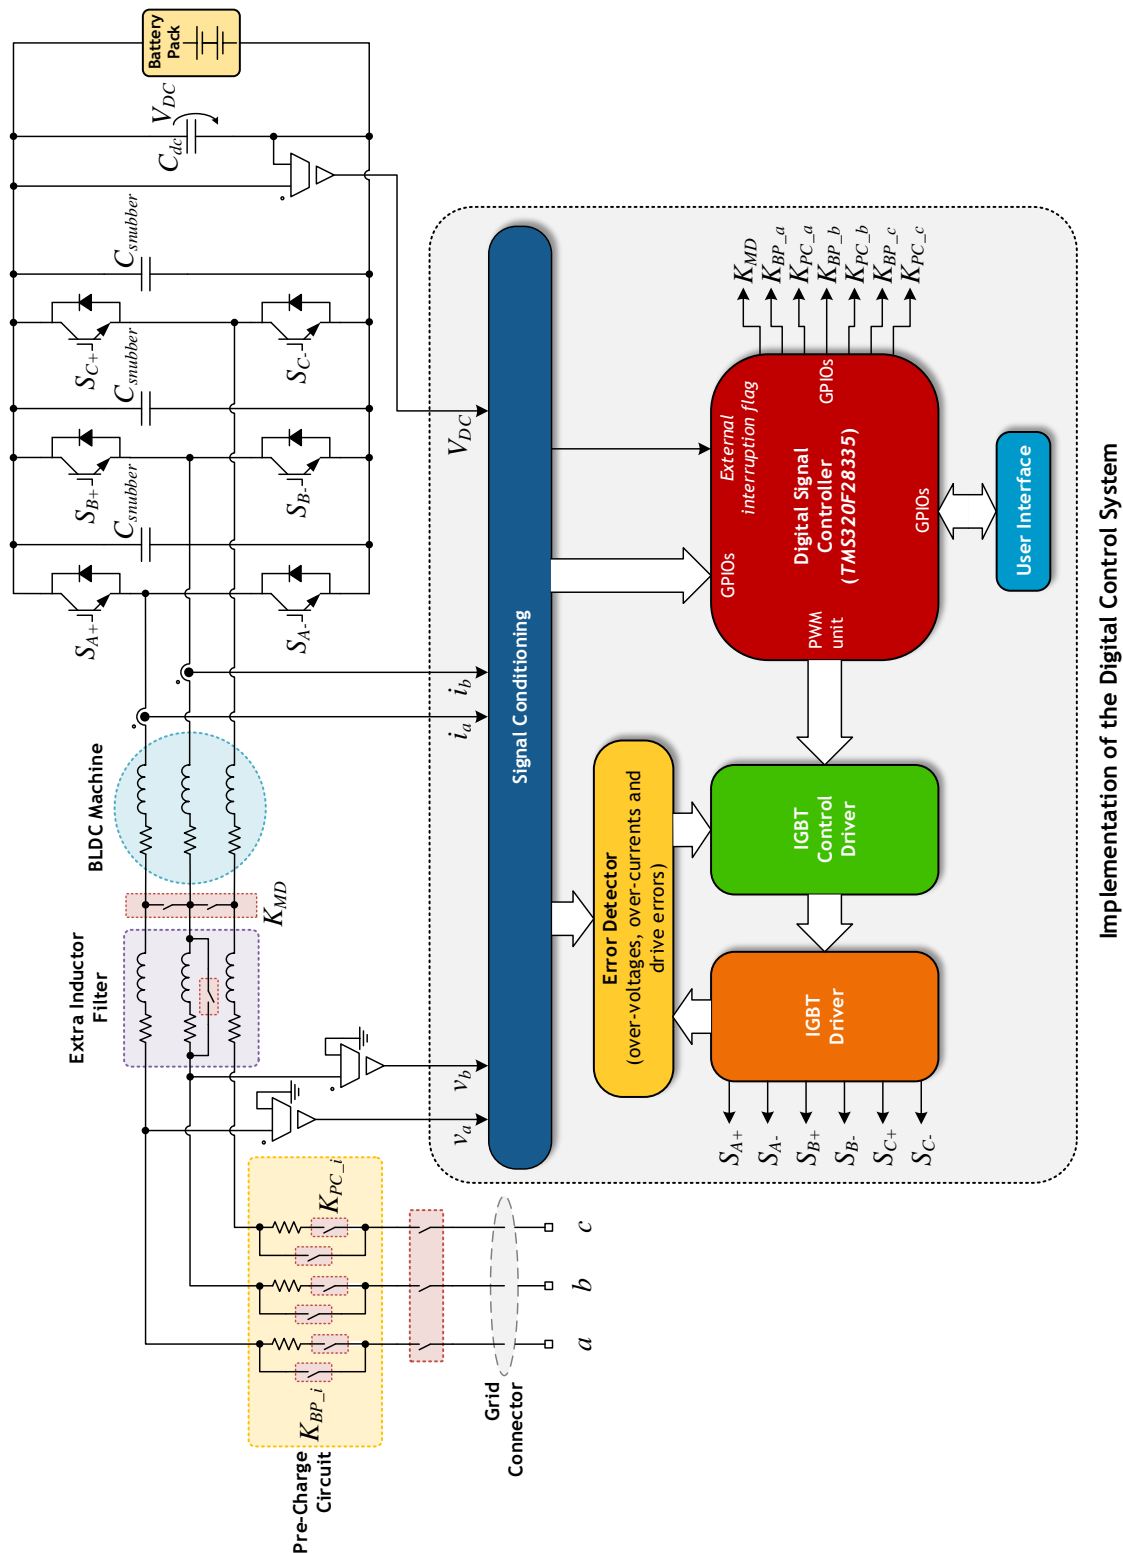 Pre-Charge
Circuit
K_BP_i
K_PC_i
Grid
Connector
a
b
c
Extra Inductor
Filter
K_MD
BLDC Machine
S_A+
S_A-
C_snubber
S_B+
S_B-
C_snubber
S_C+
S_C-
C_snubber
C_dc
V_DC
Battery
Pack
v_a
v_b
i_a
i_b
V_DC
Signal Conditioning
Error Detector
(over-voltages, over-currents and
drive errors)
S_A+
S_A-
S_B+
S_B-
S_C+
S_C-
IGBT
Driver
IGBT
Control
Driver
PWM
unit
GPIOs
External
interruption flag
Digital Signal
Controller
(TMS320F28335)
GPIOs
GPIOs
K_MD
K_BP_a
K_PC_a
K_BP_b
K_PC_b
K_BP_c
K_PC_c
User Interface
Implementation of the Digital Control System